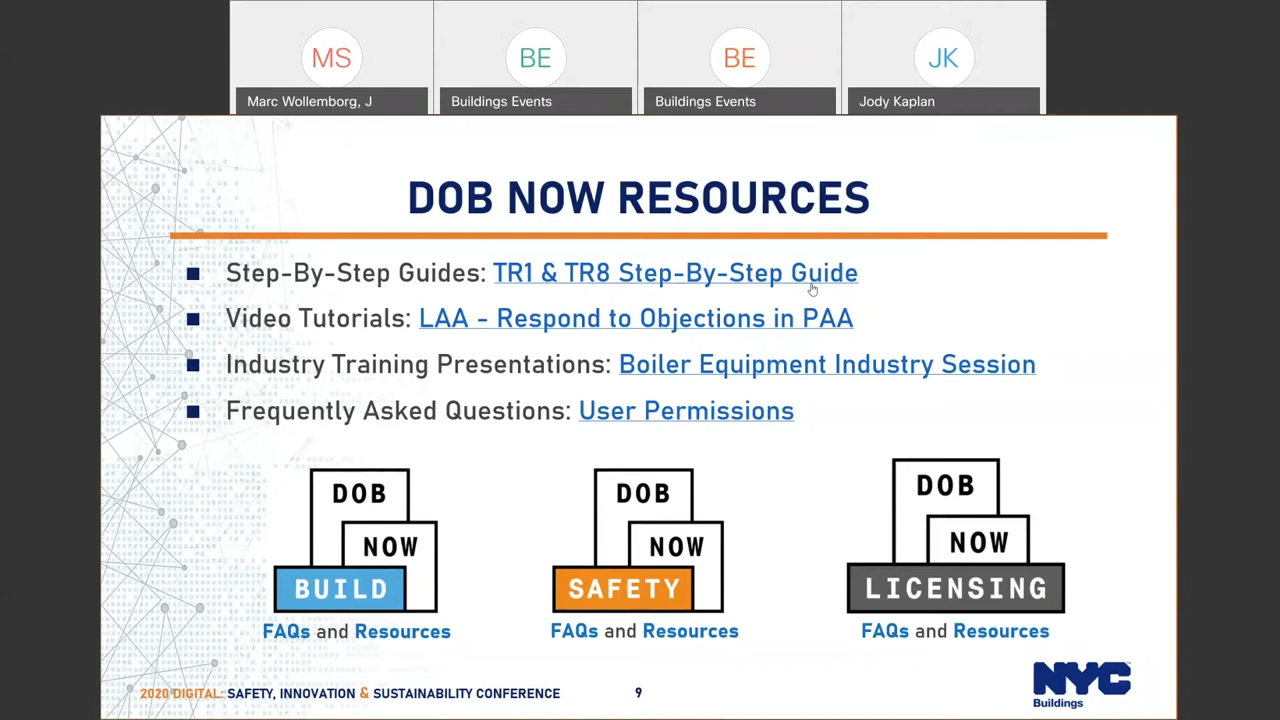 MS
BE
BE
JK
Marc Wollemborg, J
Buildings Events
Buildings Events
Jody Kaplan
DOB NOW RESOURCES
Step-By-Step Guides: TR1 & TR8 Step-By-Step Guide
Video Tutorials: LAA - Respond to Objections in PAA
Industry Training Presentations: Boiler Equipment Industry Session
Frequently Asked Questions: User Permissions
DOB
NOW
BUILD
FAQs and Resources
DOB
NOW
SAFETY
FAQs and Resources
DOB
NOW
LICENSING
FAQs and Resources
2020 DIGITAL: SAFETY, INNOVATION & SUSTAINABILITY CONFERENCE
9
NYC
Buildings